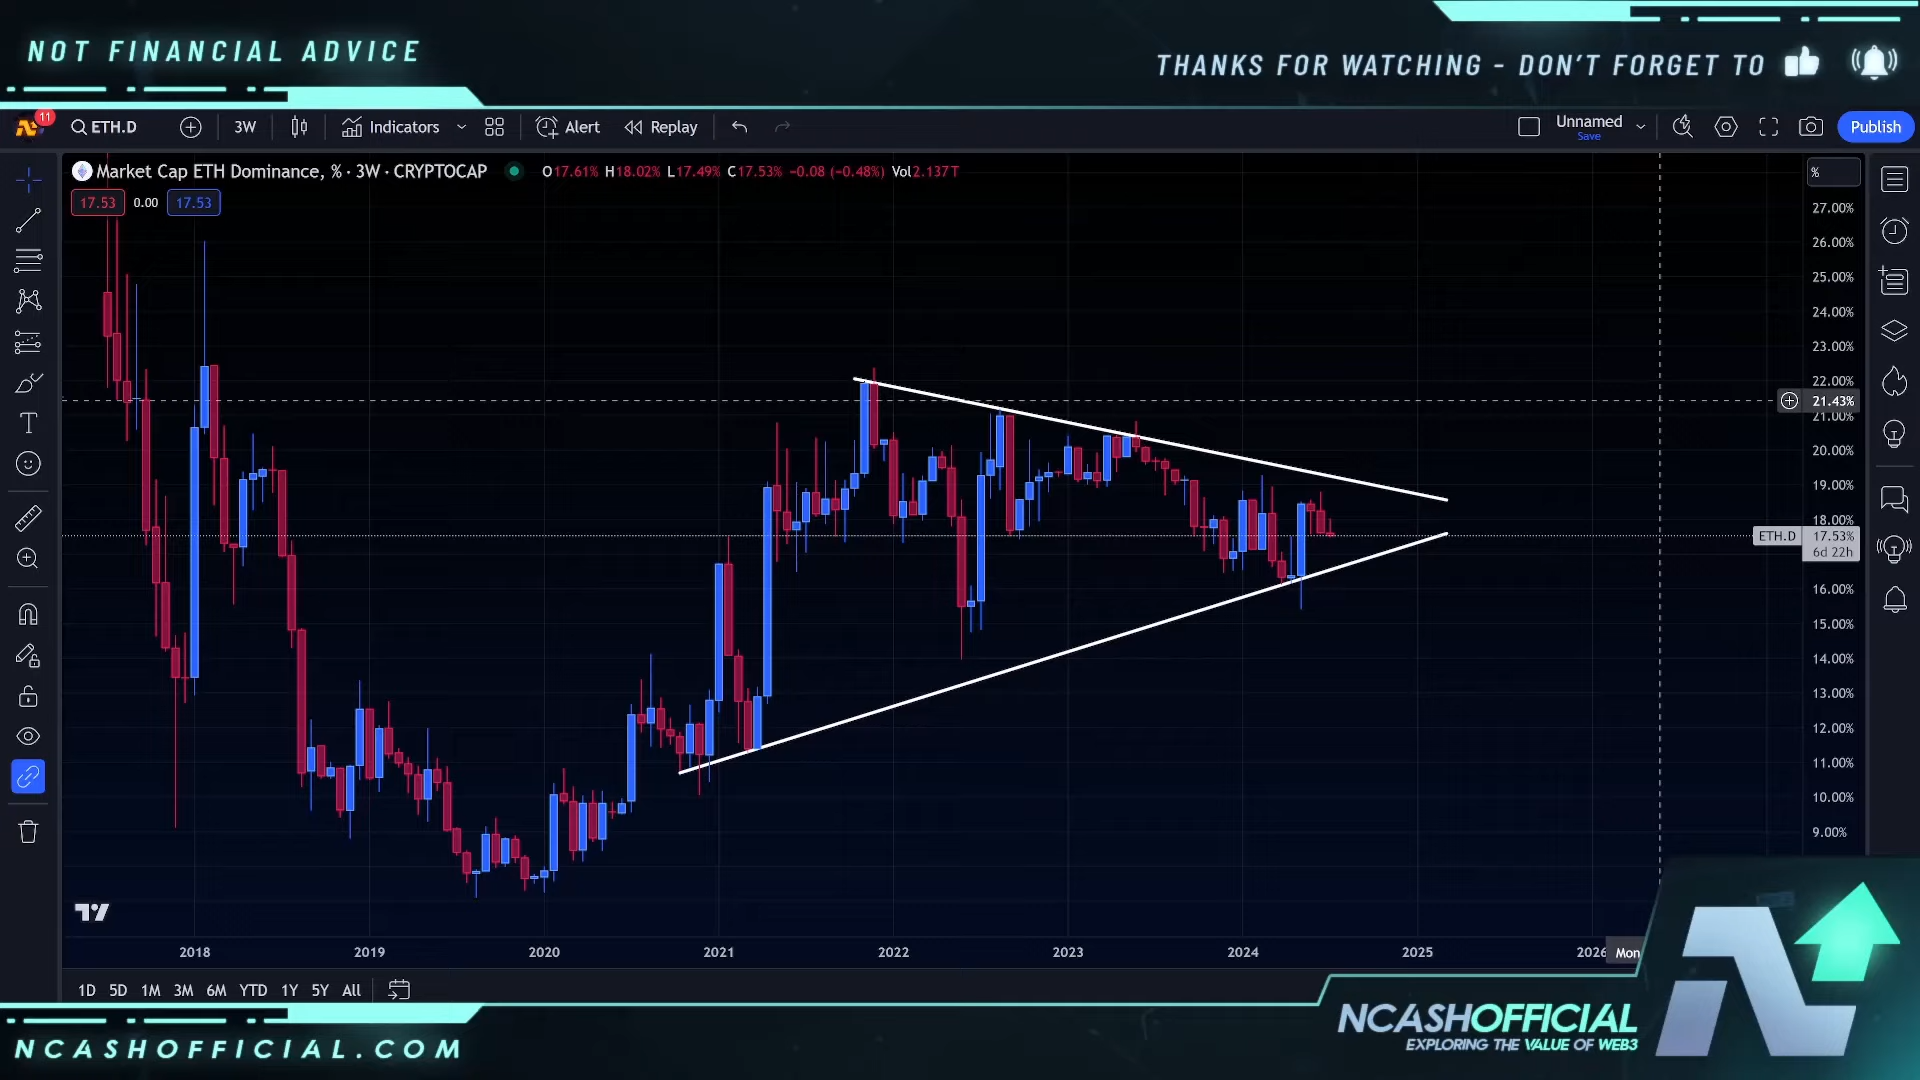 NOT FINANCIAL ADVICE
THANKS FOR WATCHING - DON'T FORGET TO
11
ETH.D
3W
Indicators
Alert
Replay
Unnamed
Save
Publish
Market Cap ETH Dominance, % · 3W · CRYPTOCAP
O17.61% H18.02% L17.49% C17.53% −0.08 (−0.48%) Vol2.137T
17.53 0.00 17.53
%
27.00%
26.00%
25.00%
24.00%
23.00%
22.00%
21.43%
21.00%
20.00%
19.00%
18.00%
ETH.D 17.53%
6d 22h
16.00%
15.00%
14.00%
13.00%
12.00%
11.00%
10.00%
9.00%
2018 2019 2020 2021 2022 2023 2024 2025 2026 Mon
1D 5D 1M 3M 6M YTD 1Y 5Y All
NCASHOFFICIAL
EXPLORING THE VALUE OF WEB3
NCASHOFFICIAL.COM